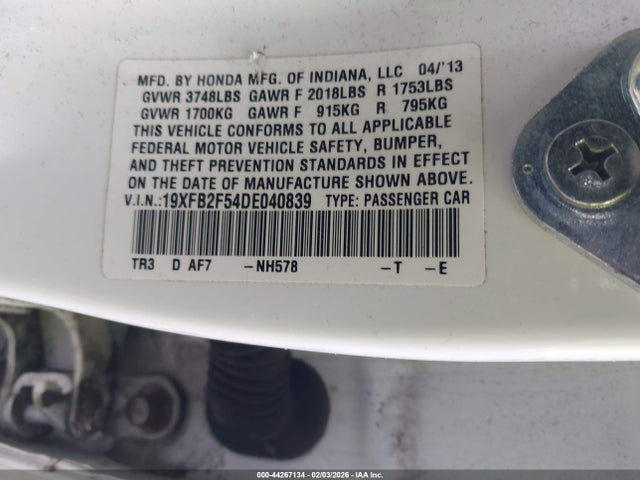 MFD. BY HONDA MFG. OF INDIANA, LLC 04/'13
GVWR 3748LBS GAWR F 2018LBS R 1753LBS
GVWR 1700KG GAWR F 915KG R 795KG
THIS VEHICLE CONFORMS TO ALL APPLICABLE
FEDERAL MOTOR VEHICLE SAFETY, BUMPER,
AND THEFT PREVENTION STANDARDS IN EFFECT
ON THE DATE OF MANUFACTURE SHOWN ABOVE.
V.I.N.:19XFB2F54DE040839 TYPE: PASSENGER CAR
TR3 D AF7 -NH578 -T -E
000-44267134 - 02/03/2026 - IAA Inc.